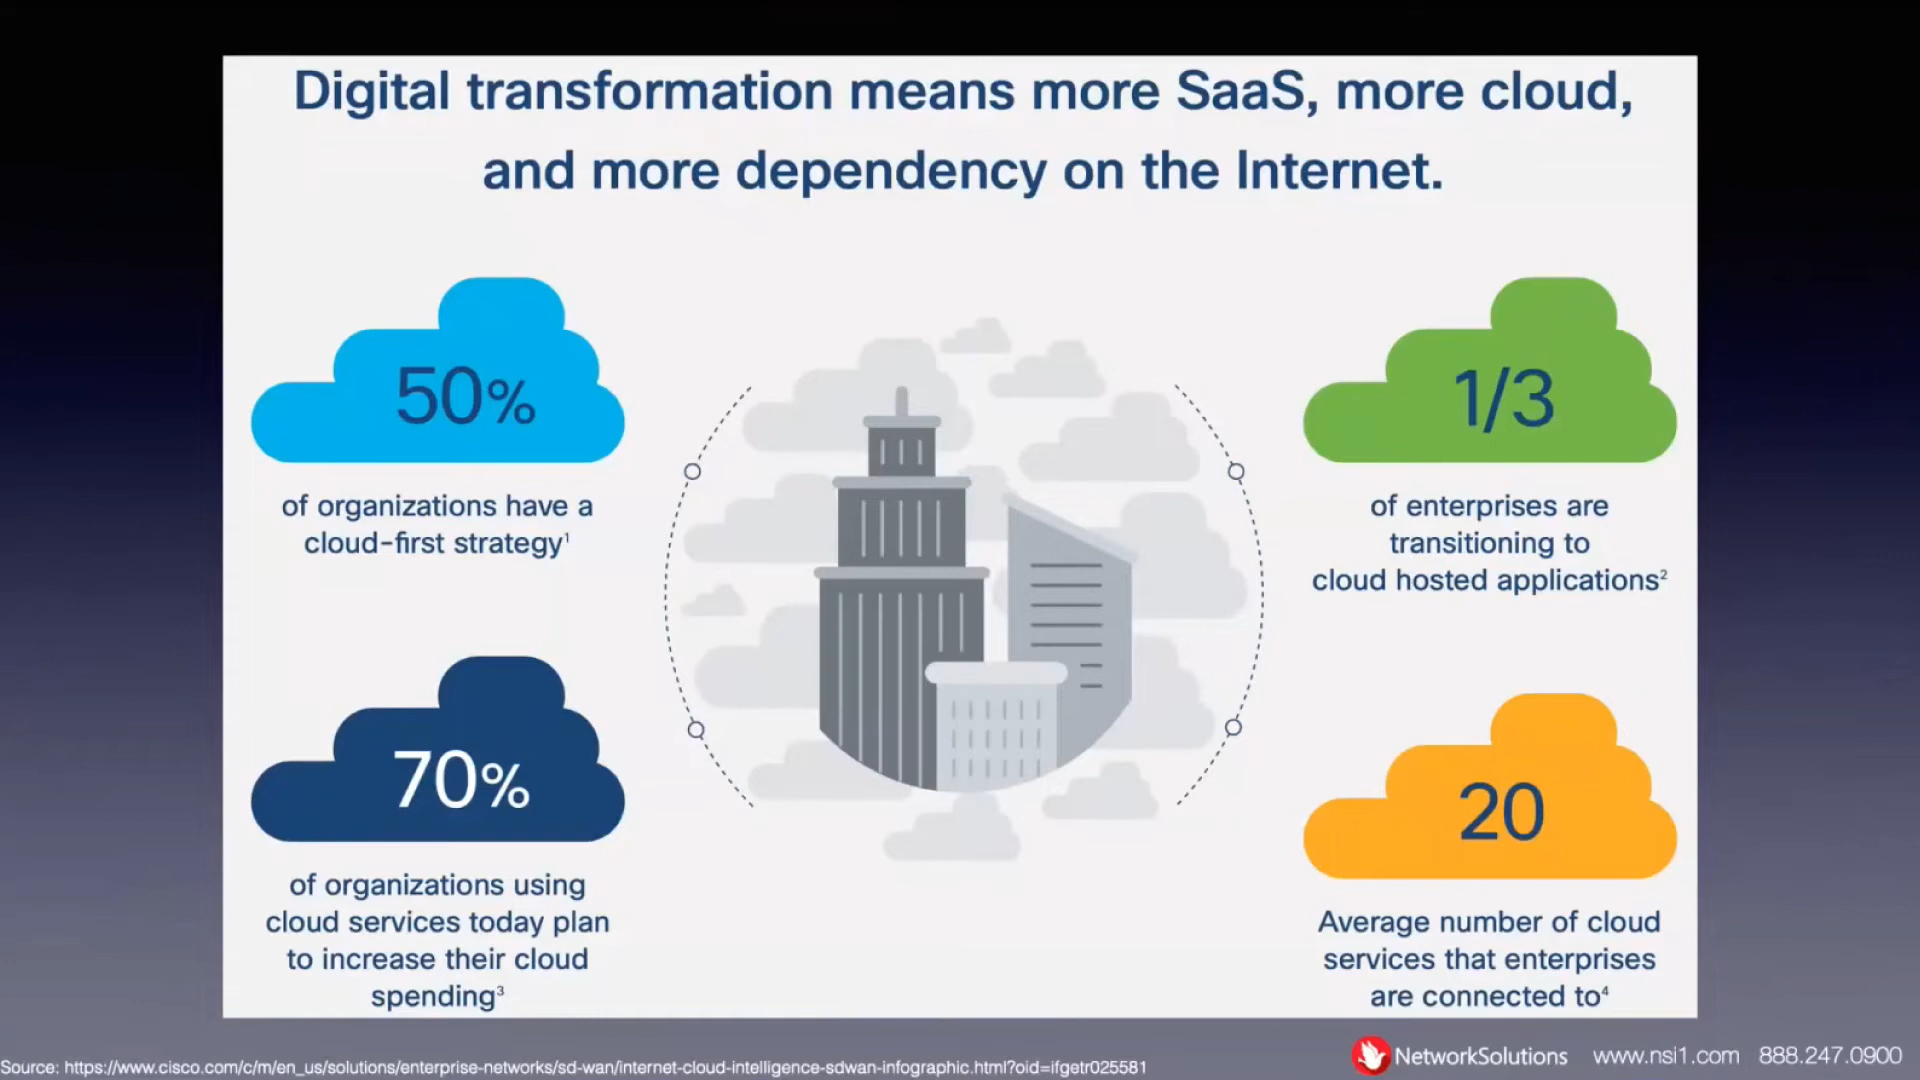 Digital transformation means more SaaS, more cloud,
and more dependency on the Internet.
50%
of organizations have a
cloud-first strategy¹
1/3
of enterprises are
transitioning to
cloud hosted applications²
70%
of organizations using
cloud services today plan
to increase their cloud
spending³
20
Average number of cloud
services that enterprises
are connected to⁴
Source: https://www.cisco.com/c/m/en_us/solutions/enterprise-networks/sd-wan/internet-cloud-intelligence-sdwan-infographic.html?oid=ifgetr025581
NetworkSolutions www.nsi1.com 888.247.0900